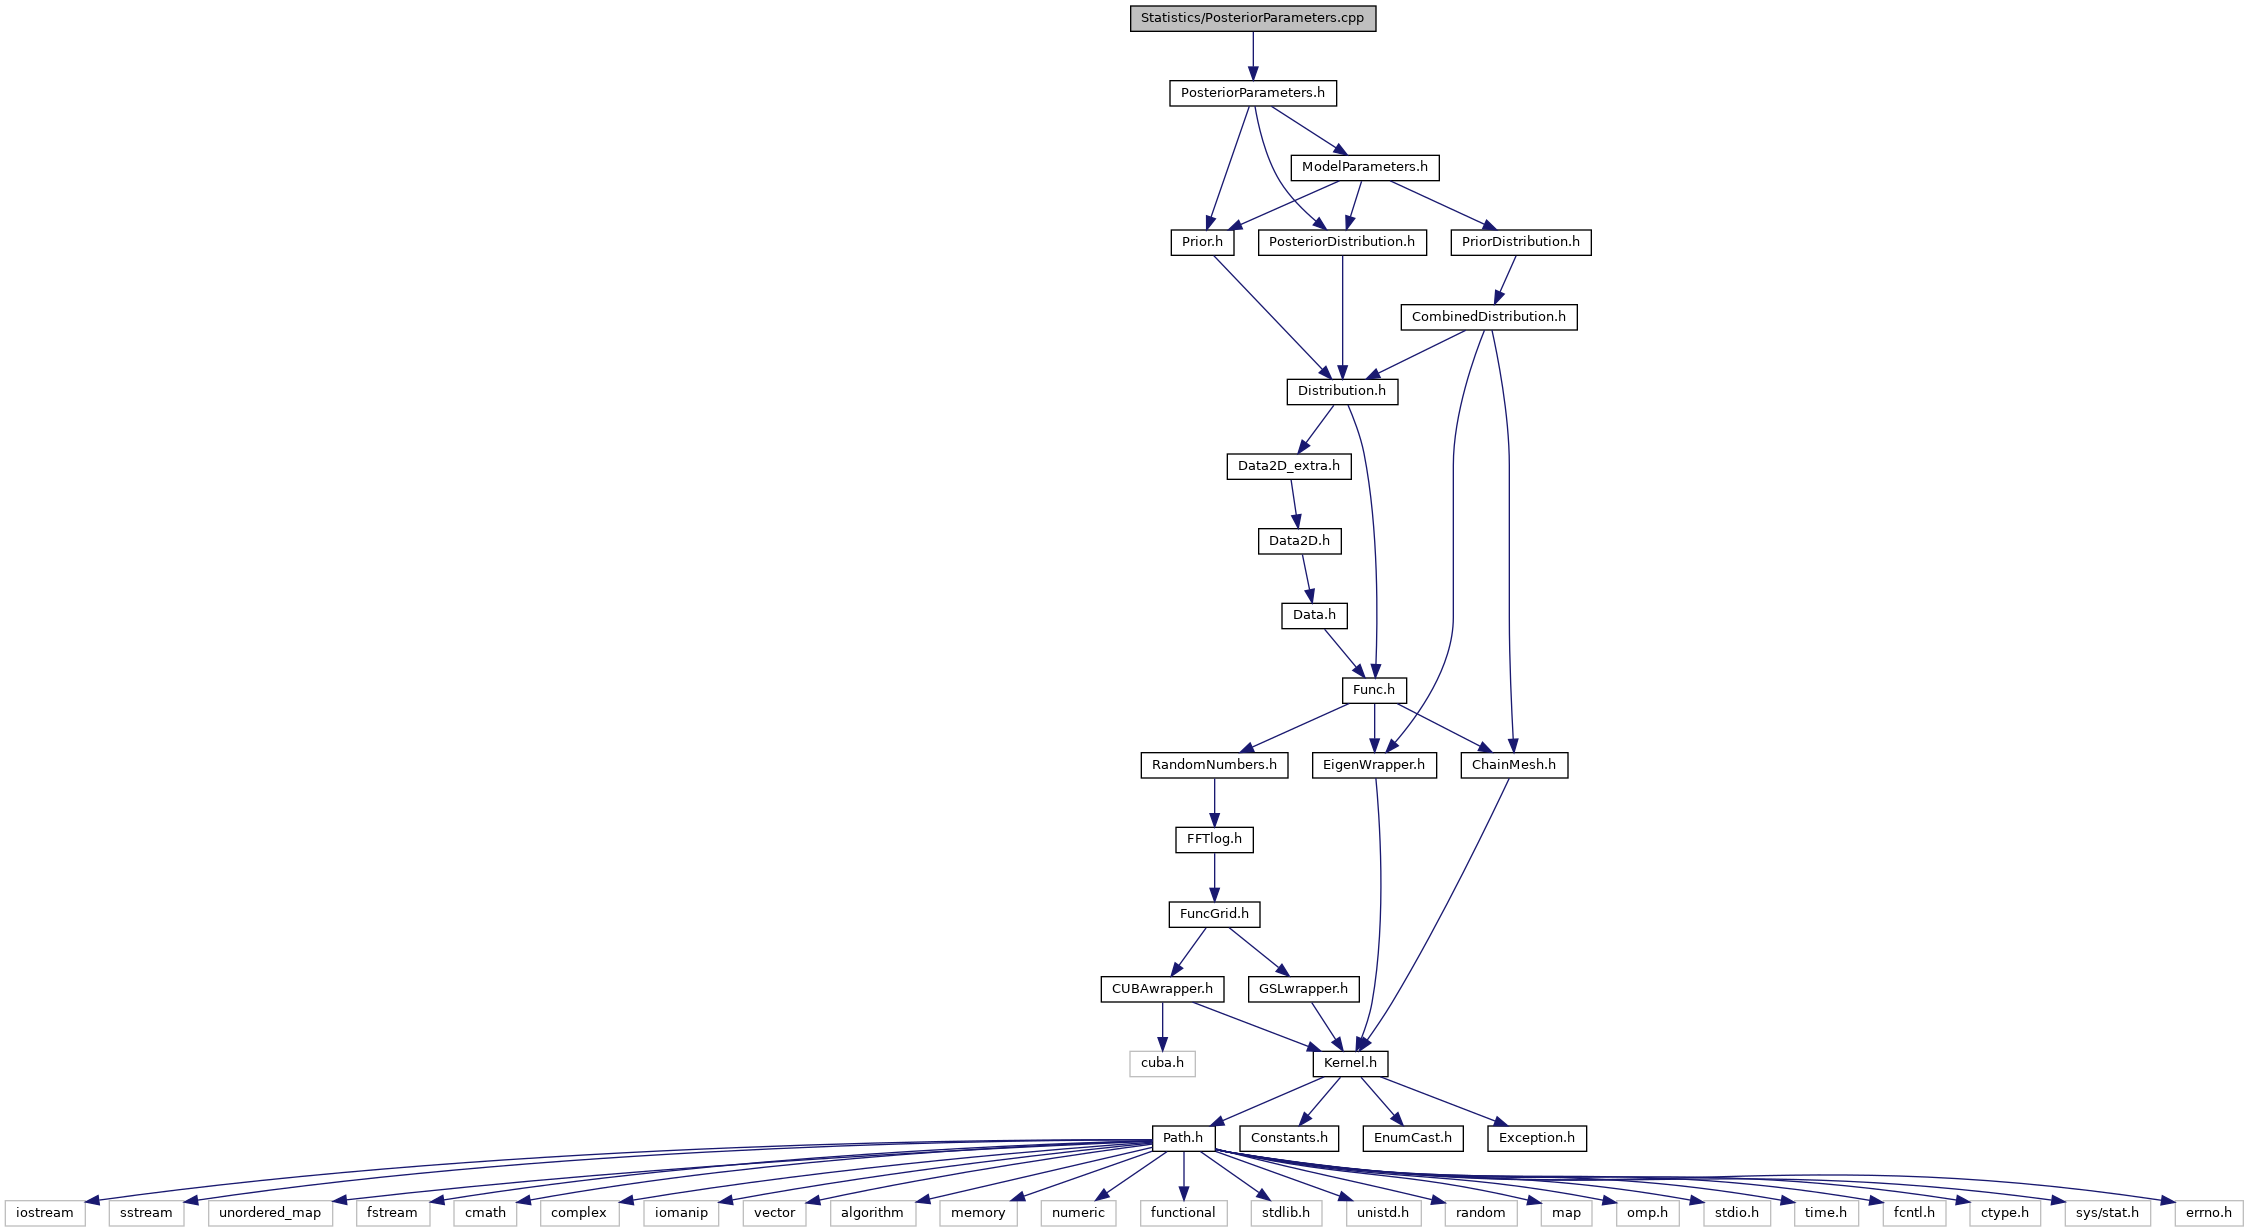 Statistics/PosteriorParameters.cpp
PosteriorParameters.h
ModelParameters.h
Prior.h
PosteriorDistribution.h
PriorDistribution.h
CombinedDistribution.h
Distribution.h
Data2D_extra.h
Data2D.h
Data.h
Func.h
RandomNumbers.h
EigenWrapper.h
ChainMesh.h
FFTlog.h
FuncGrid.h
CUBAwrapper.h
GSLwrapper.h
cuba.h
Kernel.h
Path.h
Constants.h
EnumCast.h
Exception.h
iostream
sstream
unordered_map
fstream
cmath
complex
iomanip
vector
algorithm
memory
numeric
functional
stdlib.h
unistd.h
random
map
omp.h
stdio.h
time.h
fcntl.h
ctype.h
sys/stat.h
errno.h